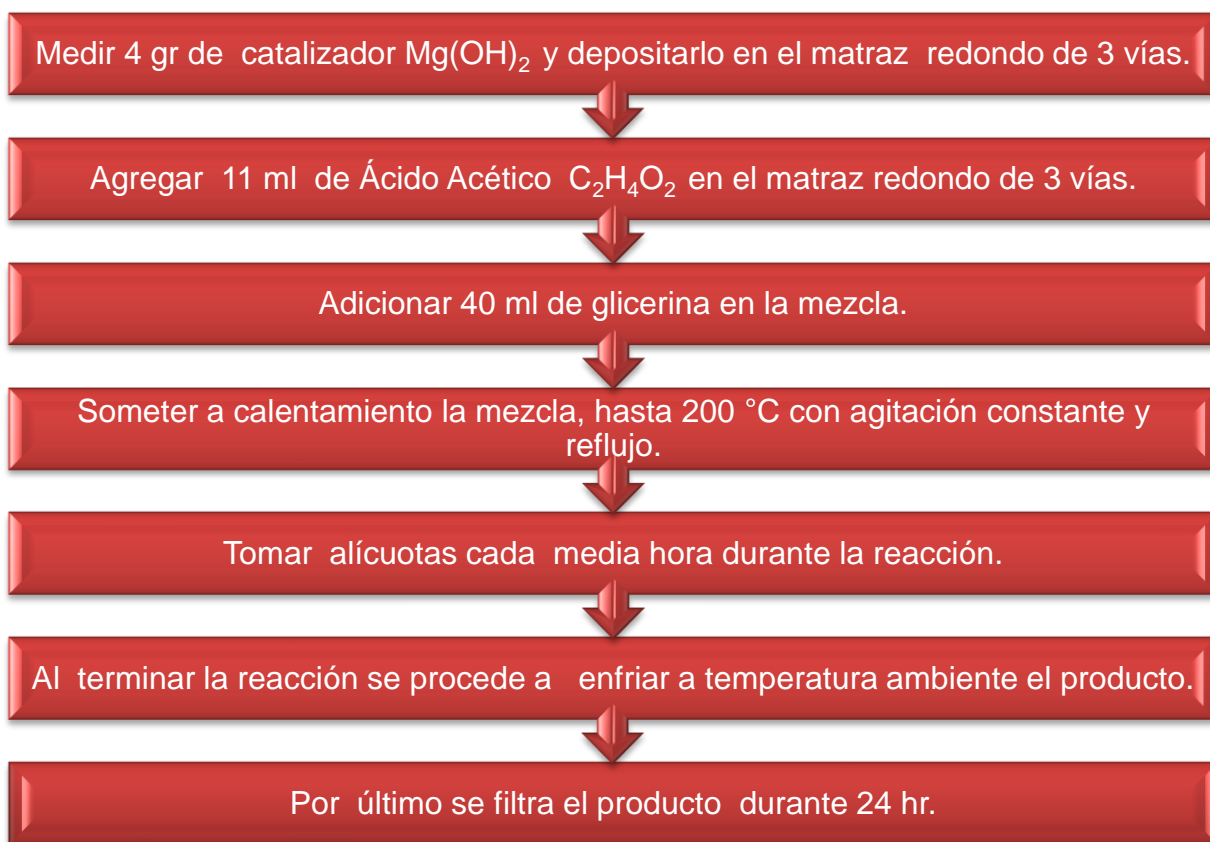 Medir 4 gr de catalizador Mg(OH)₂ y depositarlo en el matraz redondo de 3 vías.
Agregar 11 ml de Ácido Acético C₂H₄O₂ en el matraz redondo de 3 vías.
Adicionar 40 ml de glicerina en la mezcla.
Someter a calentamiento la mezcla, hasta 200 °C con agitación constante y
reflujo.
Tomar alícuotas cada media hora durante la reacción.
Al terminar la reacción se procede a enfriar a temperatura ambiente el producto.
Por último se filtra el producto durante 24 hr.